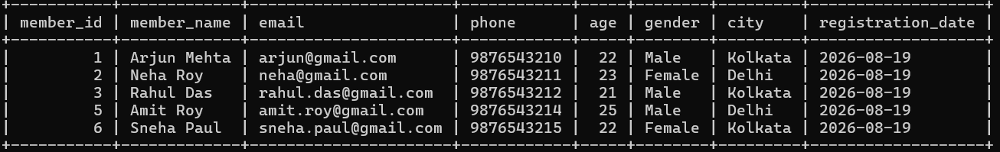 +-----------+-------------+----------------------+------------+------+--------+---------+-------------------+
| member_id | member_name | email                | phone      | age  | gender | city    | registration_date |
+-----------+-------------+----------------------+------------+------+--------+---------+-------------------+
|         1 | Arjun Mehta | arjun@gmail.com      | 9876543210 |   22 | Male   | Kolkata | 2026-08-19        |
|         2 | Neha Roy    | neha@gmail.com       | 9876543211 |   23 | Female | Delhi   | 2026-08-19        |
|         3 | Rahul Das   | rahul.das@gmail.com  | 9876543212 |   21 | Male   | Kolkata | 2026-08-19        |
|         5 | Amit Roy    | amit.roy@gmail.com   | 9876543214 |   25 | Male   | Delhi   | 2026-08-19        |
|         6 | Sneha Paul  | sneha.paul@gmail.com | 9876543215 |   22 | Female | Kolkata | 2026-08-19        |
+-----------+-------------+----------------------+------------+------+--------+---------+-------------------+